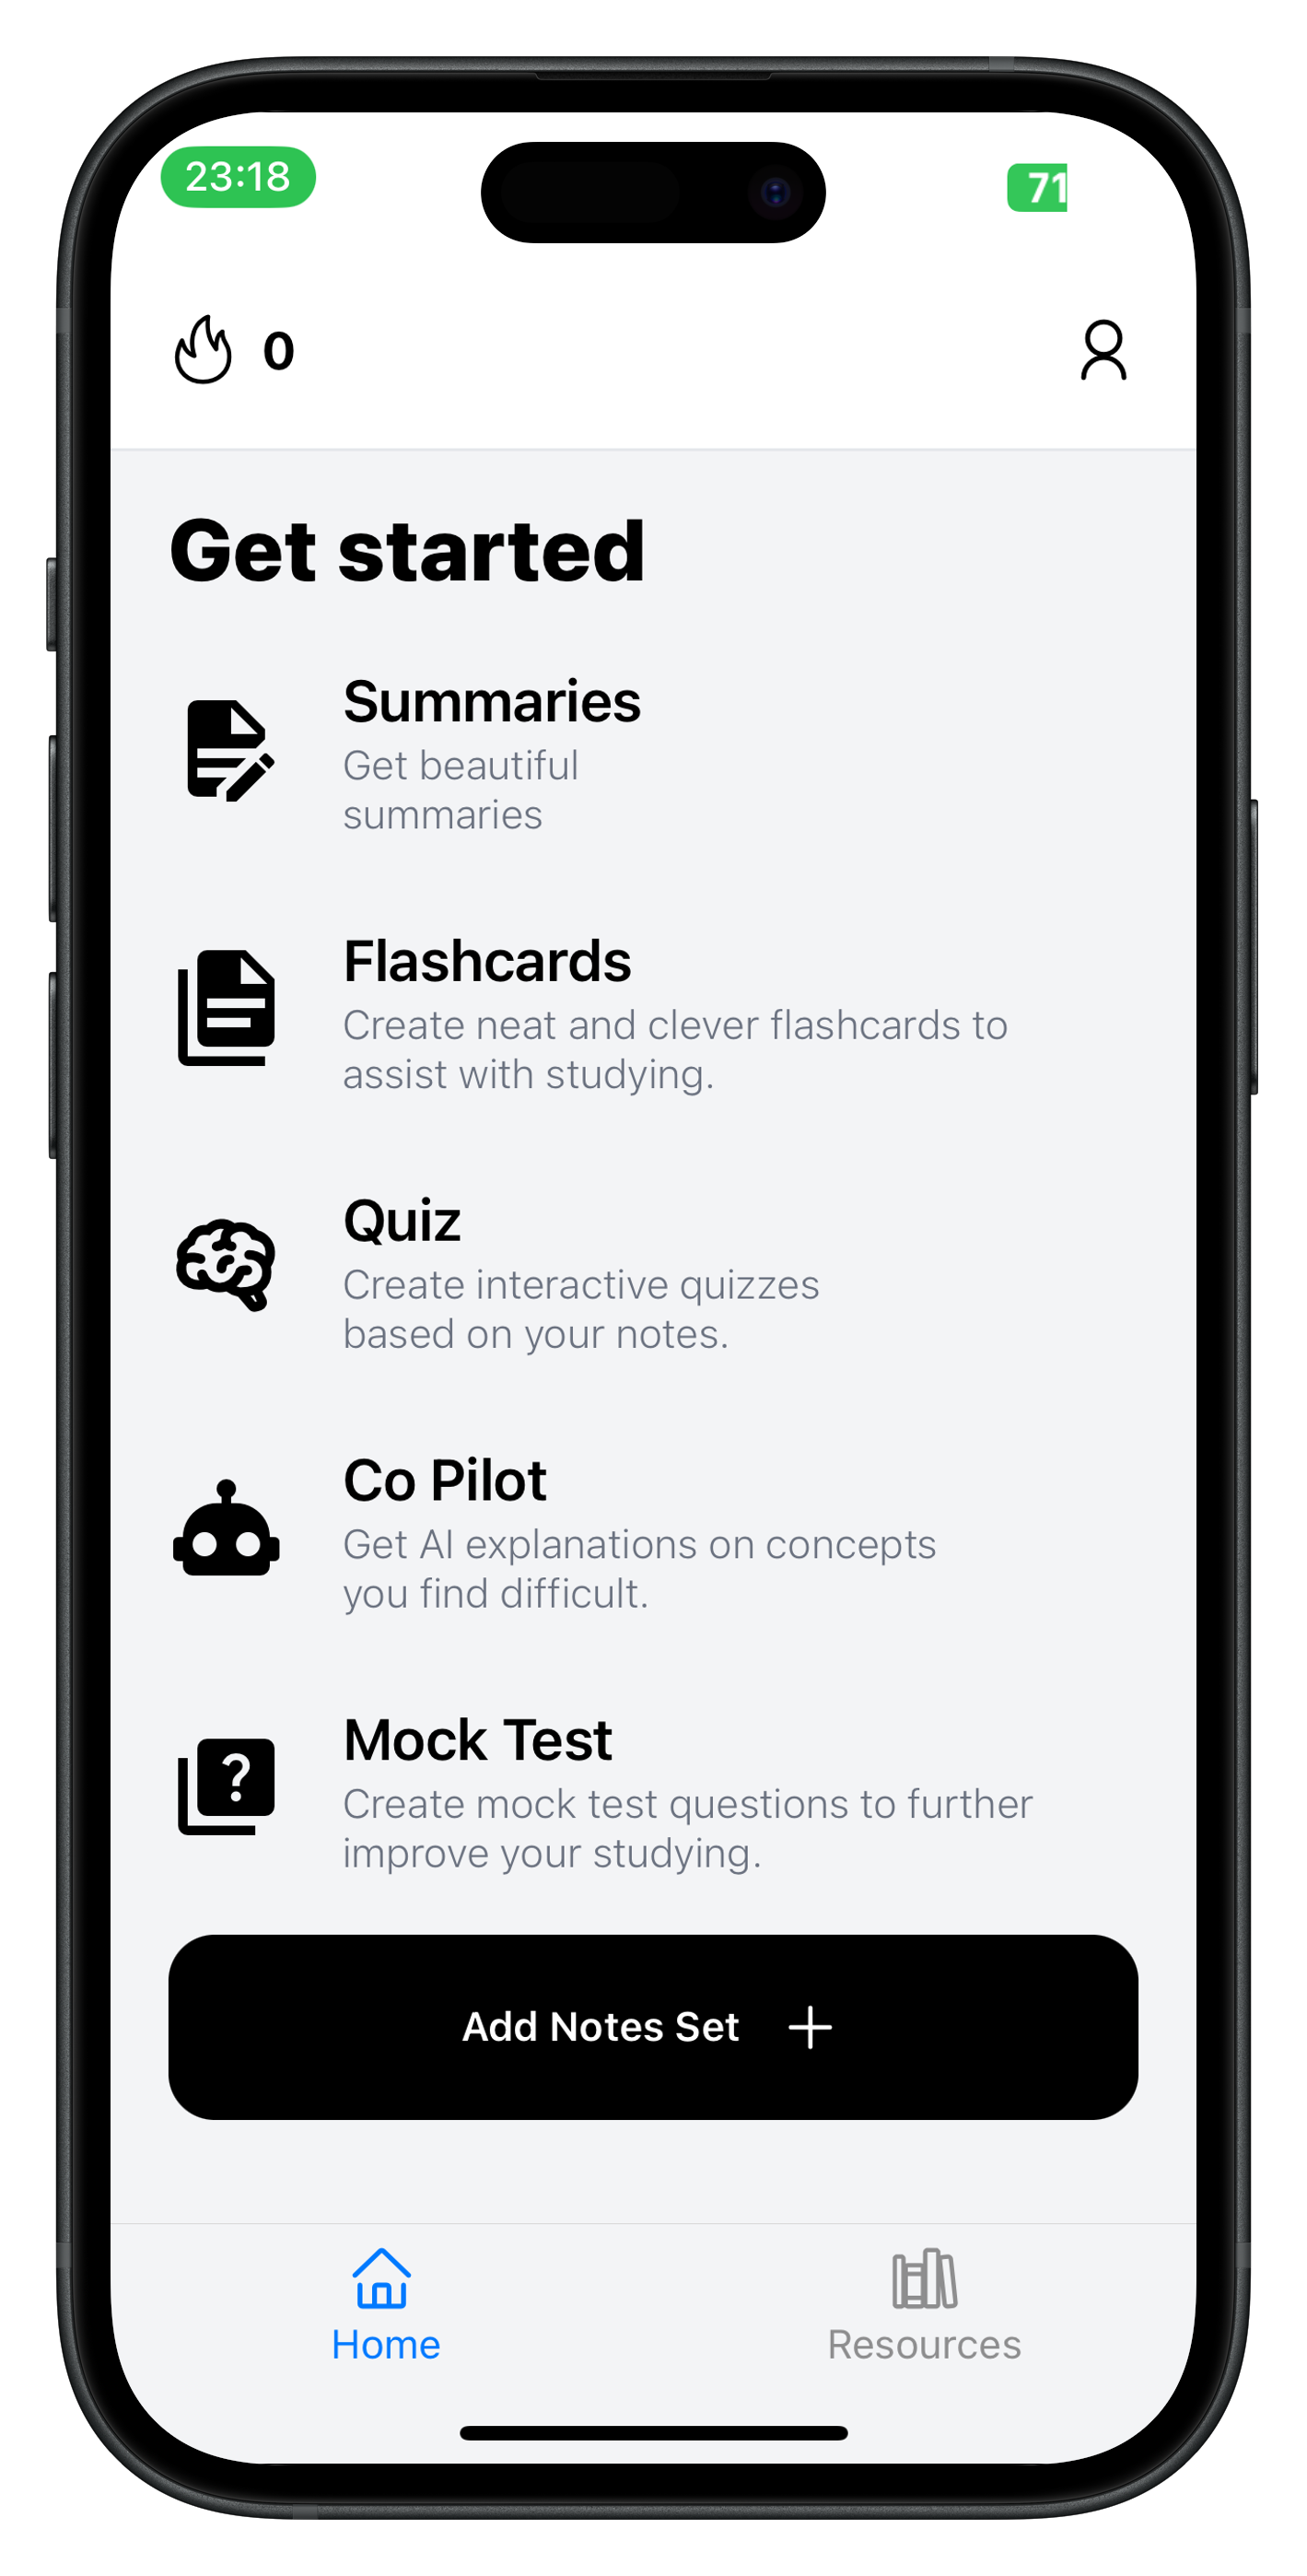 23:18
71
0
Get started
Summaries
Get beautiful
summaries
Flashcards
Create neat and clever flashcards to
assist with studying.
Quiz
Create interactive quizzes
based on your notes.
Co Pilot
Get AI explanations on concepts
you find difficult.
?
Mock Test
Create mock test questions to further
improve your studying.
Add Notes Set +
Home
Resources